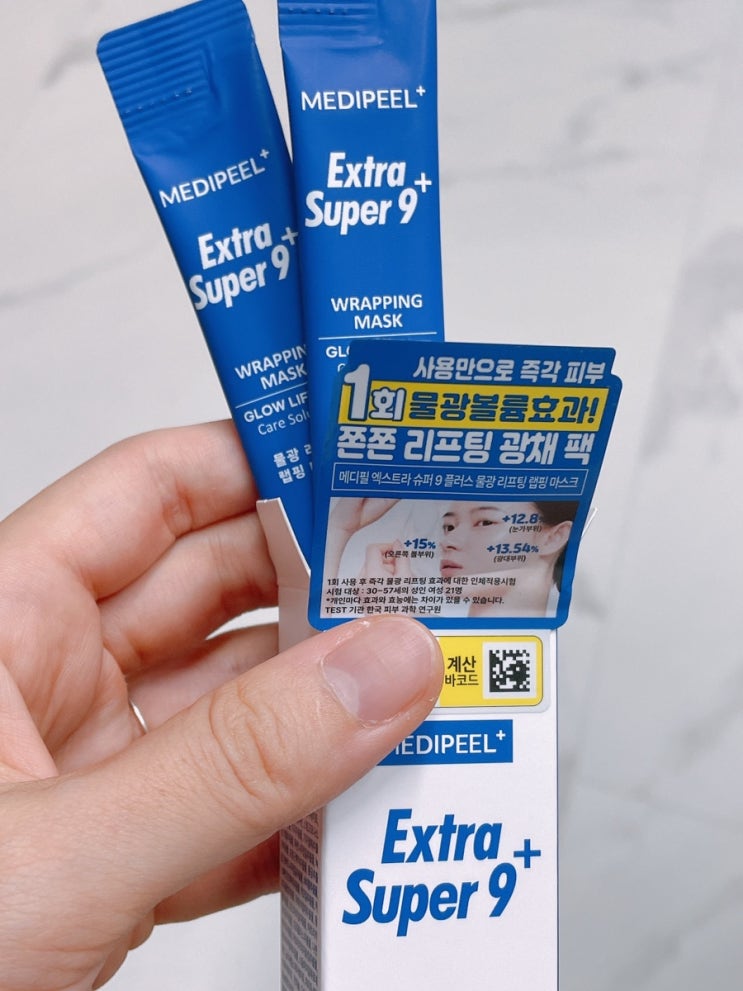 MEDIPEEL+
Extra
Super 9+
WRAPPING
MASK
GLOW
Care
물광
랩핑
MEDIPEEL+
Extra
Super 9+
WRAPPING
MASK
사용만으로 즉각 피부
1회 물광볼륨효과!
쫀쫀 리프팅 광채 팩
메디필 엑스트라 슈퍼 9 플러스 물광 리프팅 랩핑 마스크
+12.8%
(눈가부위)
+15%
(오른쪽 볼부위)
+13.54%
(광대부위)
1회 사용 후 즉각 물광 리프팅 효과에 대한 인체적용시험
시험 대상 : 30-57세의 성인 여성 21명
*개인마다 효과와 효능에는 차이가 있을 수 있습니다.
TEST 기관 한국 피부 과학 연구원
계산
바코드
MEDIPEEL+
Extra
Super 9+